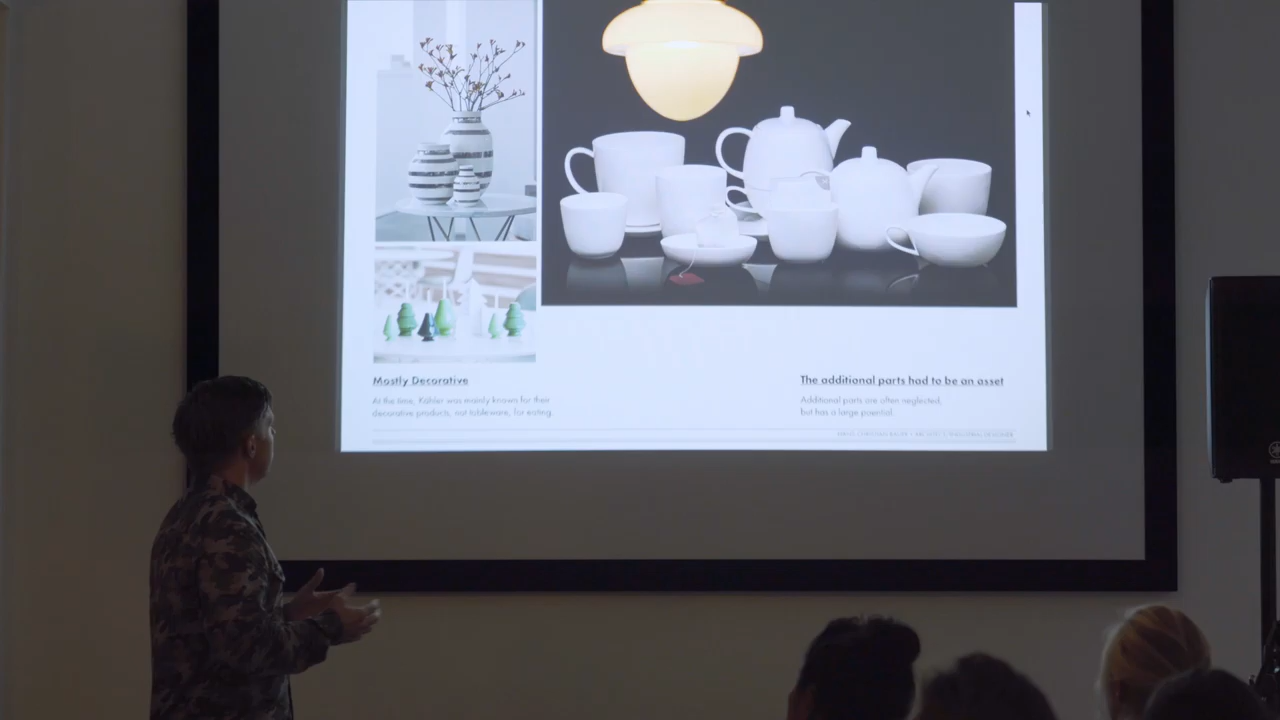 Mostly Decorative
At the time, Kähler was mainly known for their
decorative products, not tableware, for eating.
The additional parts had to be an asset
Additional parts are often neglected,
but has a large potential.